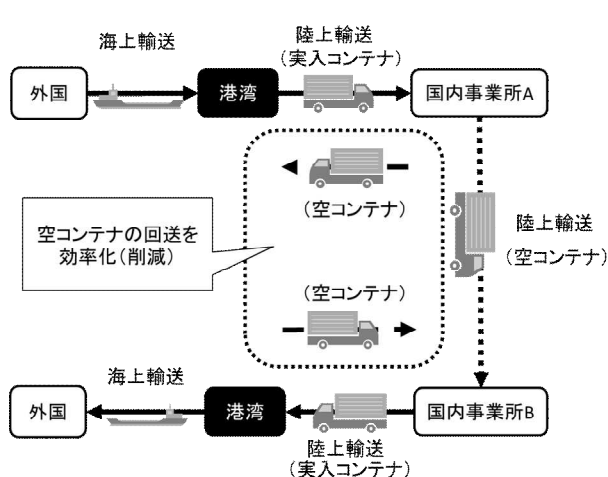 海上輸送
陸上輸送
(実入コンテナ)
外国
港湾
国内事業所A
(空コンテナ)
空コンテナの回送を
効率化(削減)
陸上輸送
(空コンテナ)
(空コンテナ)
海上輸送
外国
港湾
国内事業所B
陸上輸送
(実入コンテナ)